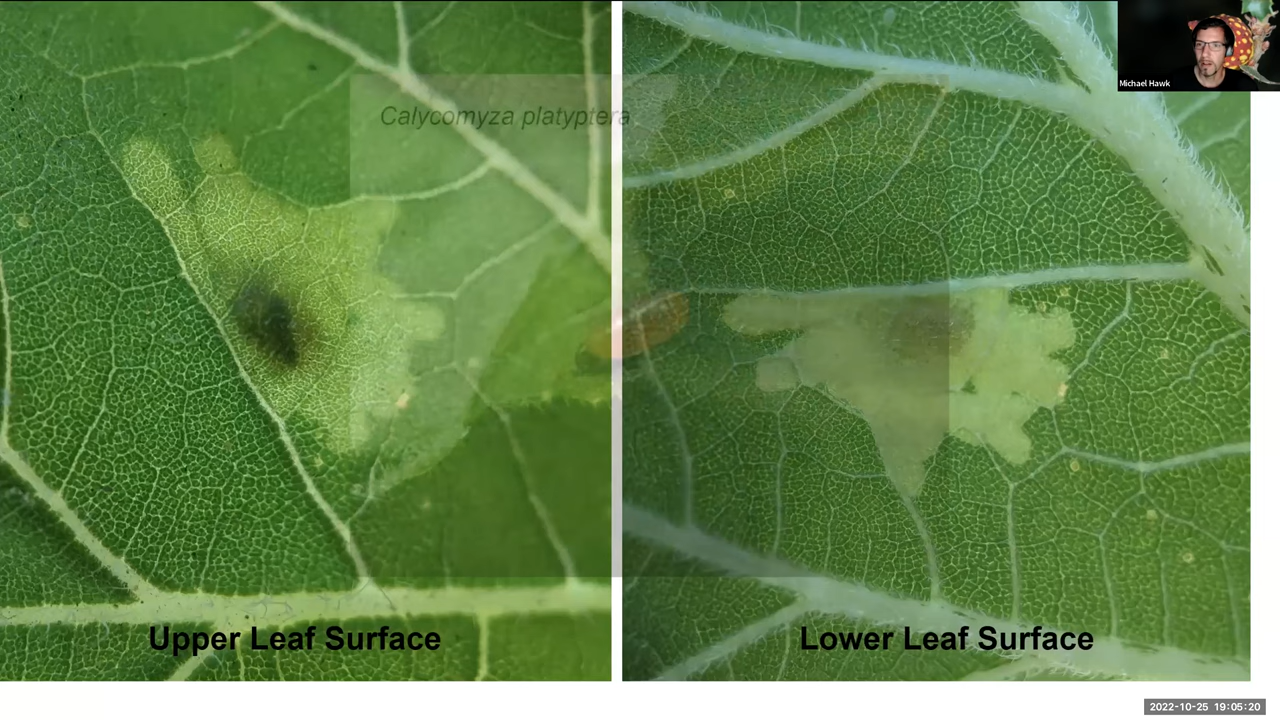 Michael Hawk
Calycomyza platyptera
Upper Leaf Surface
Lower Leaf Surface
2022-10-25 19:05:20